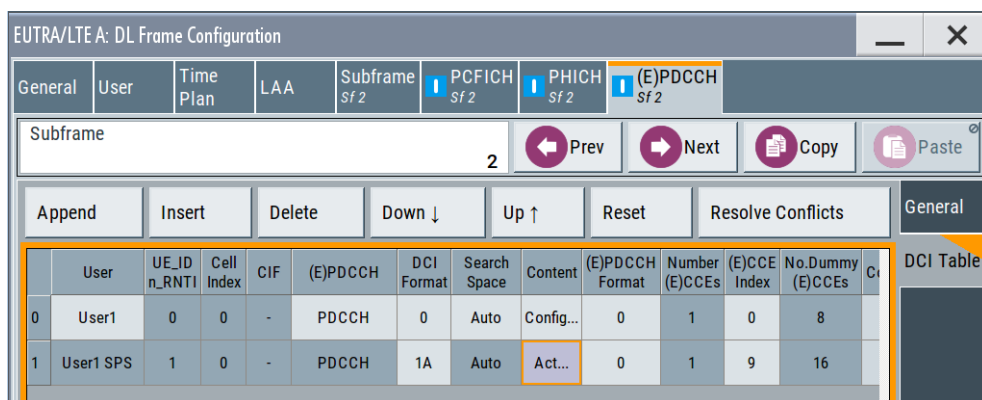 EUTRA/LTE A: DL Frame Configuration
General User Time Plan LAA Subframe Sf 2 PCFICH Sf 2 PHICH Sf 2 (E)PDCCH Sf 2
Subframe 2 Prev Next Copy Paste
Append Insert Delete Down ↓ Up ↑ Reset Resolve Conflicts General
DCI Table
User UE_ID n_RNTI Cell Index CIF (E)PDCCH DCI Format Search Space Content (E)PDCCH Format Number (E)CCEs (E)CCE Index No.Dummy (E)CCEs
0 User1 0 0 - PDCCH 0 Auto Config... 0 1 0 8
1 User1 SPS 1 0 - PDCCH 1A Auto Act... 0 1 9 16